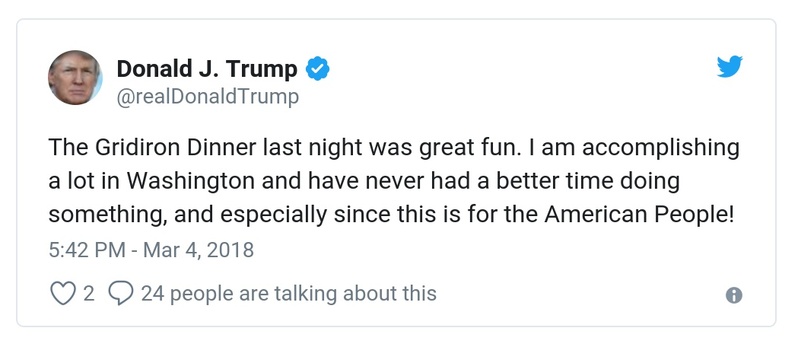 Donald J. Trump
@realDonaldTrump
The Gridiron Dinner last night was great fun. I am accomplishing
a lot in Washington and have never had a better time doing
something, and especially since this is for the American People!
5:42 PM - Mar 4, 2018
2 24 people are talking about this